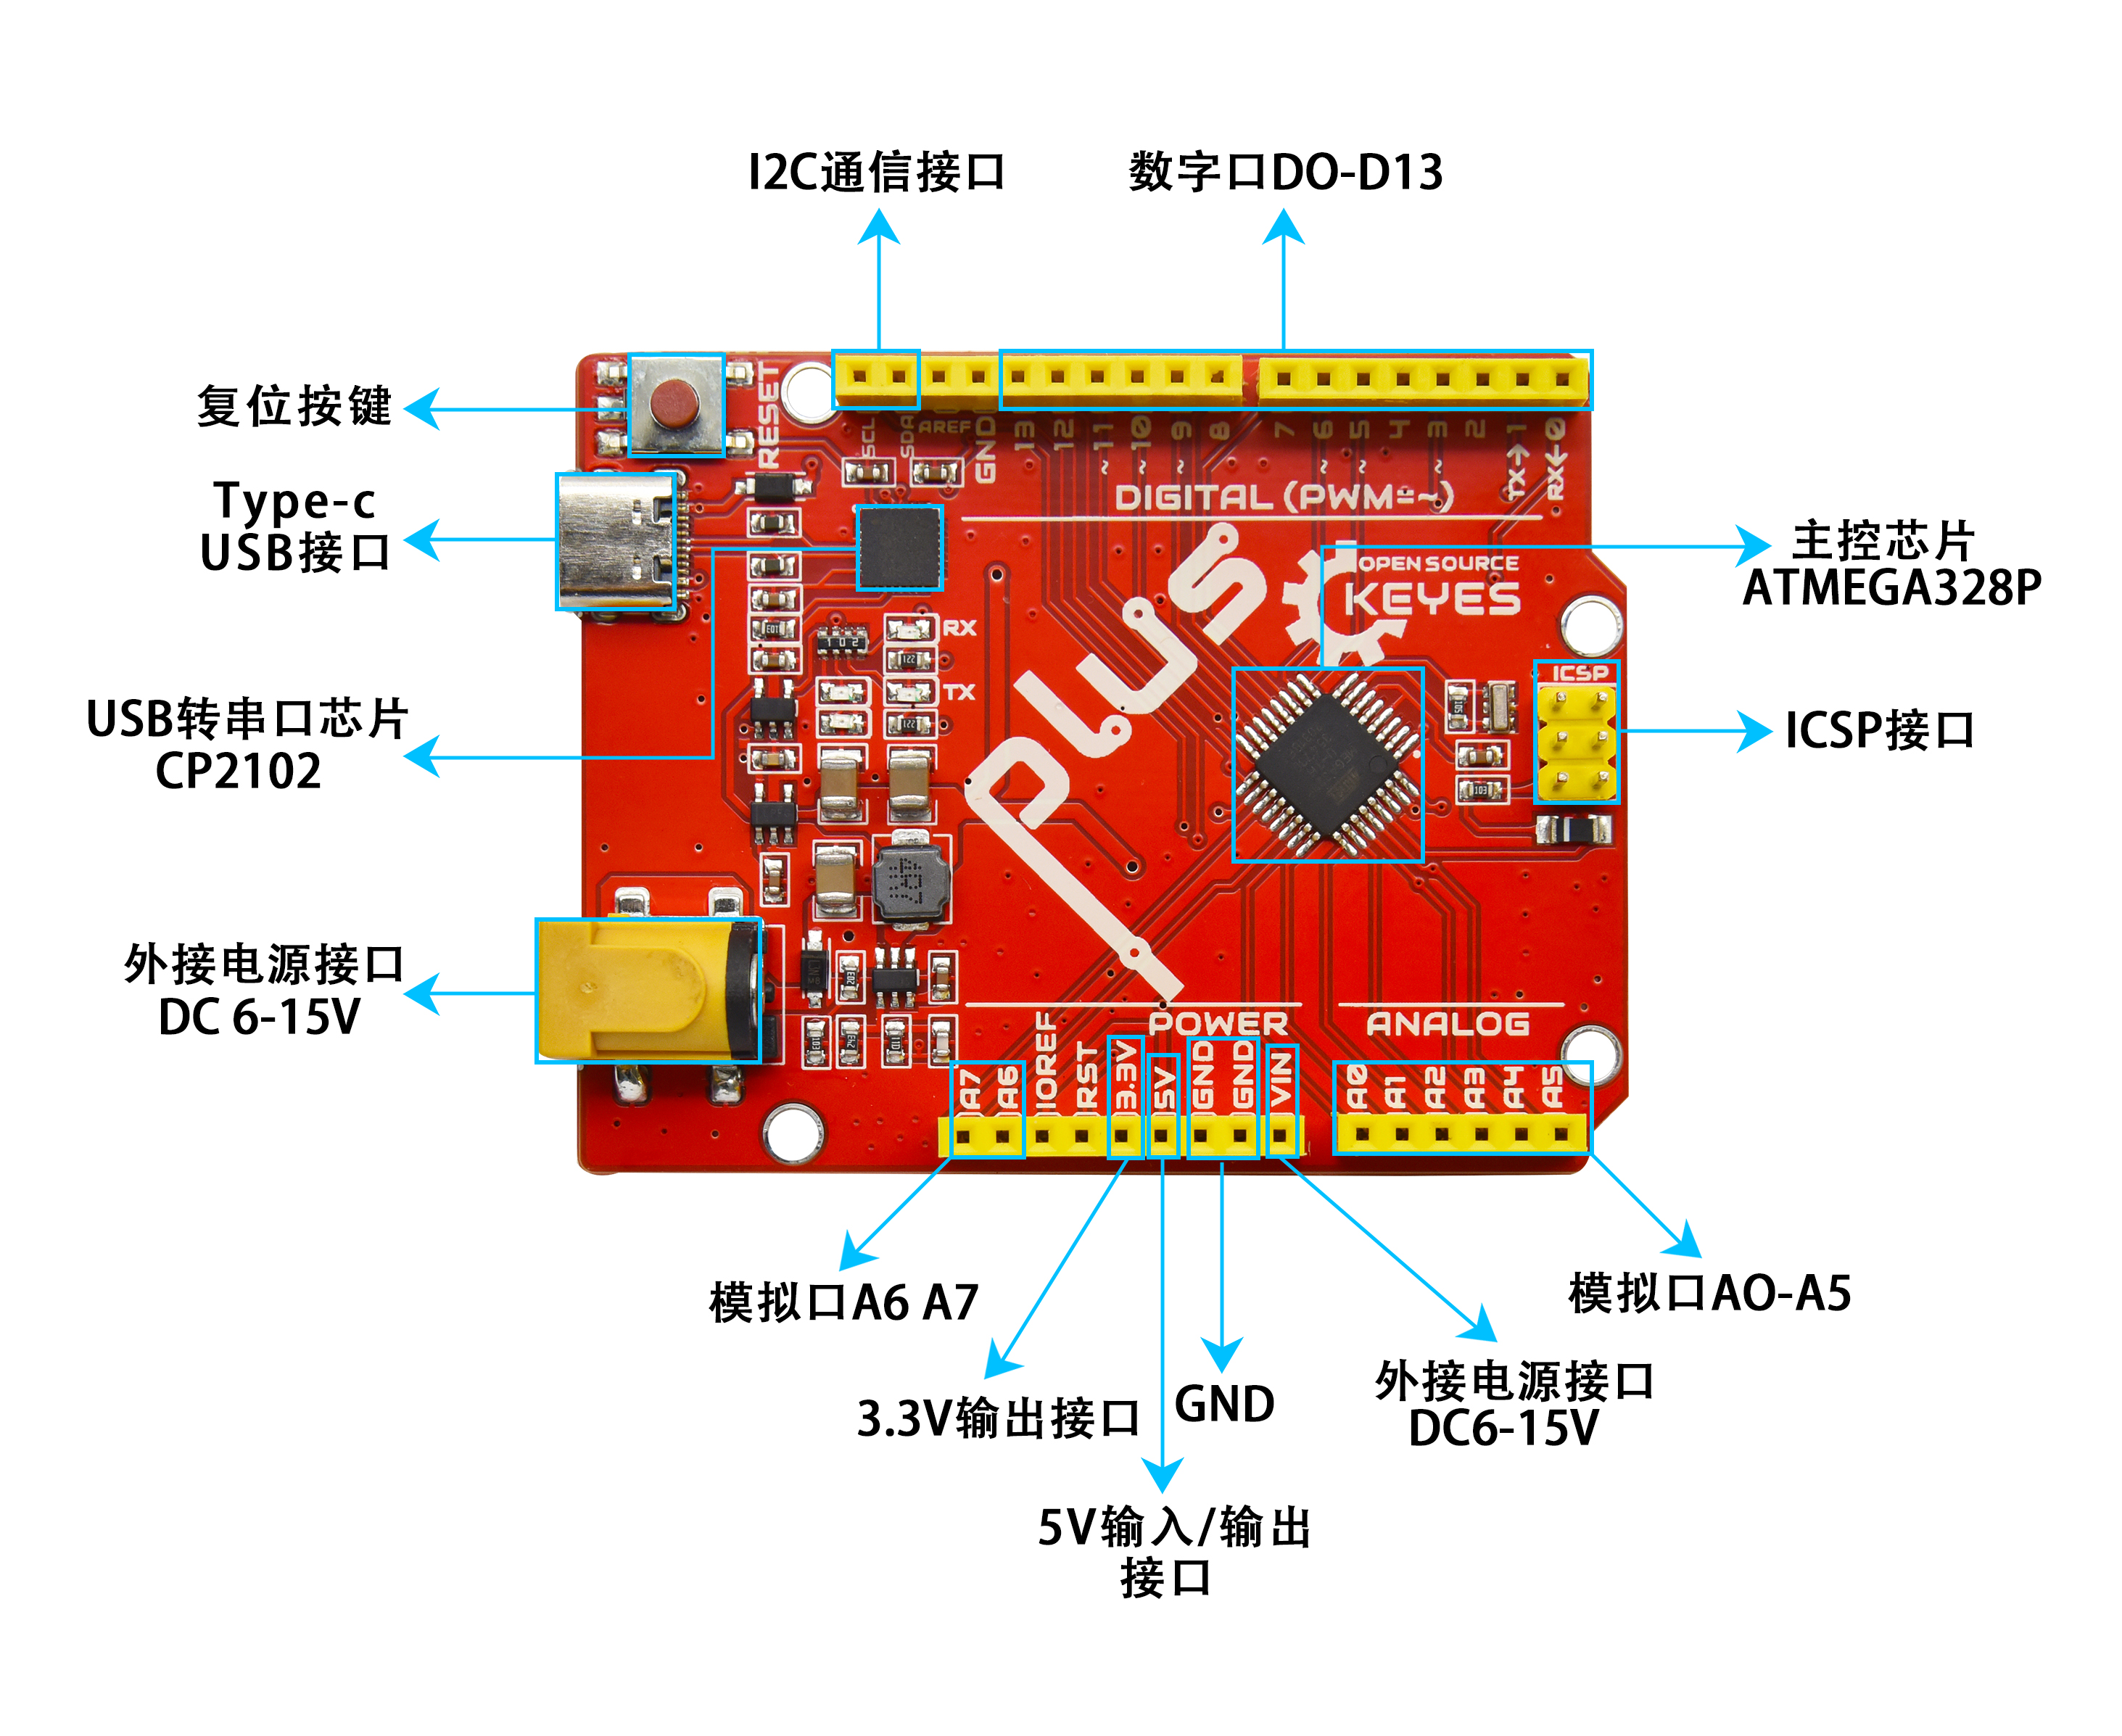 I2C通信接口
数字口DO-D13
复位按键
Type-c
USB接口
USB转串口芯片
CP2102
外接电源接口
DC 6-15V
主控芯片
ATMEGA328P
ICSP接口
RESET
SCL
SDA
AREF
GND
13
12
~11
~10
~9
8
7
~6
~5
4
~3
2
TX→1
RX←0
DIGITAL (PWM=~)
OPEN SOURCE
KEYES
plus
RX
TX
ICSP
102
POWER
ANALOG
A7
A6
IOREF
RST
3.3V
5V
GND
GND
VIN
A0
A1
A2
A3
A4
A5
模拟口A6 A7
3.3V输出接口
GND
5V输入/输出
接口
外接电源接口
DC6-15V
模拟口AO-A5